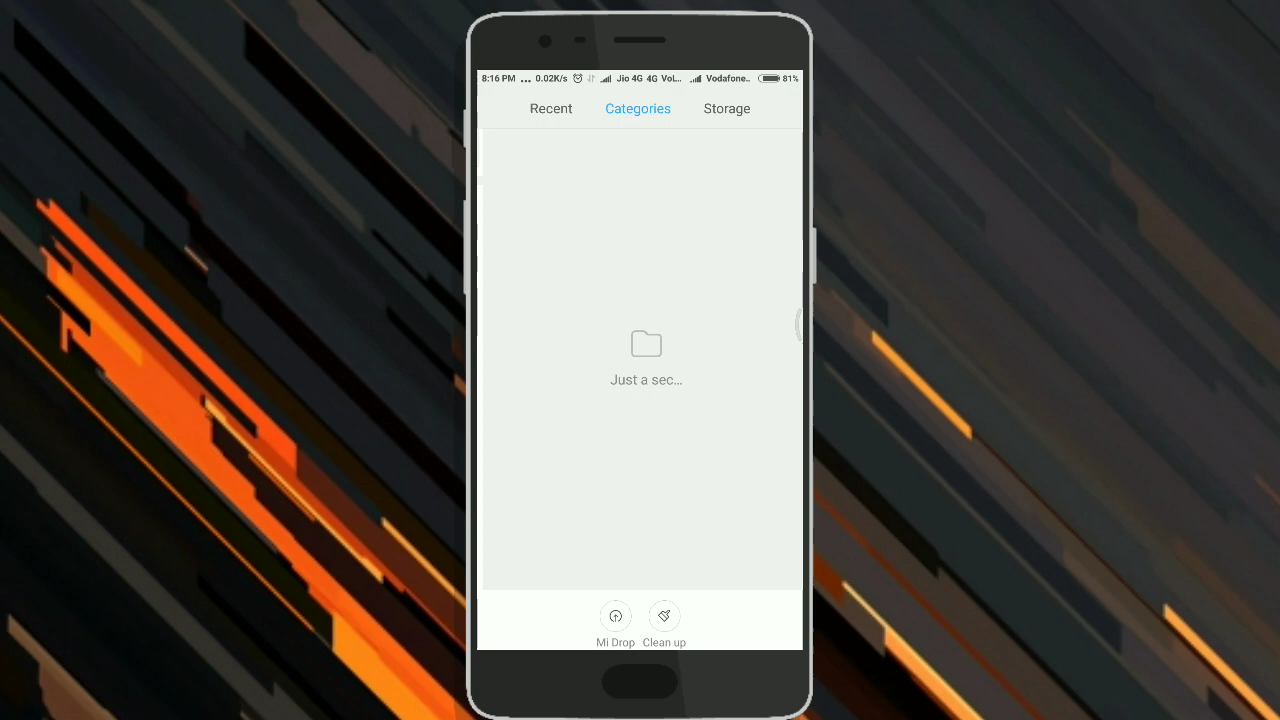 8:16 PM ... 0.02K/s Jio 4G 4G VoL... Vodafone.. 81%
Recent Categories Storage
Just a sec...
Mi Drop Clean up